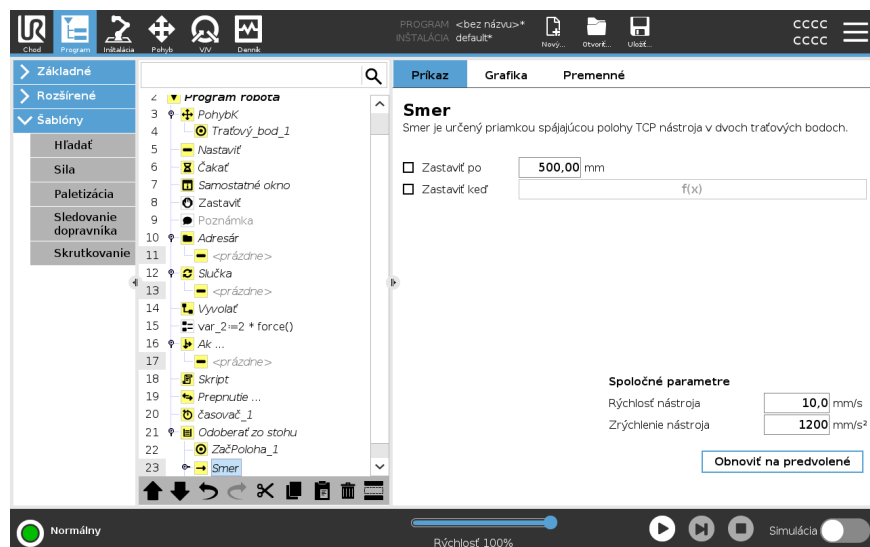 PROGRAM <bez názvu>*
INŠTALÁCIA default*
Chod
Program
Inštalácia
Pohyb
V/V
Denník
Nový...
Otvoriť...
Uložiť...
CCCC
CCCC
Základné
Rozšírené
Šablóny
Hľadať
Sila
Paletizácia
Sledovanie
dopravníka
Skrutkovanie
2 Program robota
3 PohybK
4 Traťový_bod_1
5 Nastaviť
6 Čakať
7 Samostatné okno
8 Zastaviť
9 Poznámka
10 Adresár
11 <prázdne>
12 Slučka
13 <prázdne>
14 Vyvolať
15 var_2:=2 * force()
16 Ak ...
17 <prázdne>
18 Skript
19 Prepnutie ...
20 časovač_1
21 Odoberať zo stohu
22 ZačPoloha_1
23 Smer
Príkaz
Grafika
Premenné
Smer
Smer je určený priamkou spájajúcou polohy TCP nástroja v dvoch traťových bodoch.
Zastaviť po 500,00 mm
Zastaviť keď f(x)
Spoločné parametre
Rýchlosť nástroja 10,0 mm/s
Zrýchlenie nástroja 1200 mm/s²
Obnoviť na predvolené
Normálny
Rýchlosť 100%
Simulácia